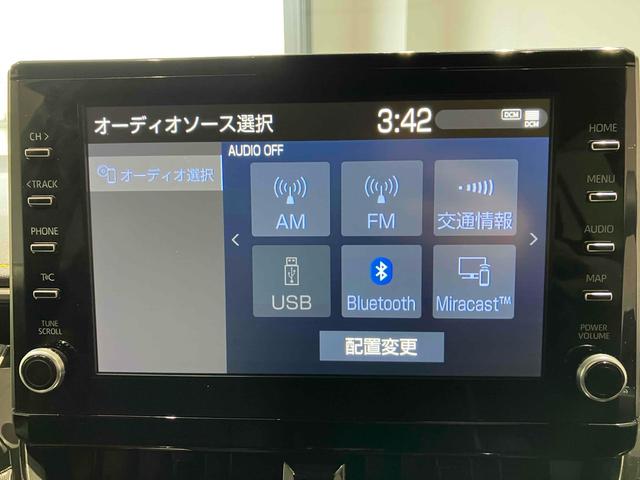 オーディオソース選択
3:42
DCM
DCM
オーディオ選択
AUDIO OFF
AM
FM
交通情報
USB
Bluetooth
Miracast™
配置変更
CH >
< TRACK
PHONE
T&C
TUNE
SCROLL
HOME
MENU
AUDIO
MAP
POWER
VOLUME